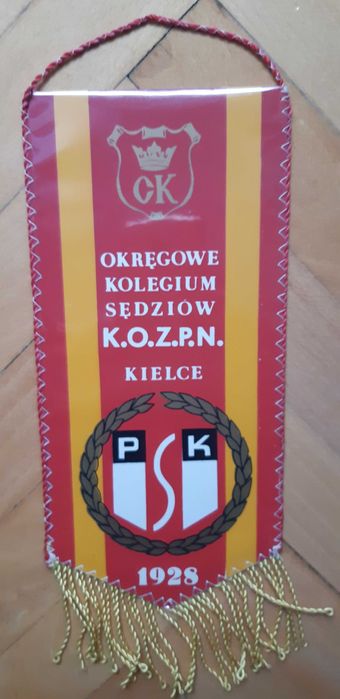 CK
OKRĘGOWE
KOLEGIUM
SĘDZIÓW
K.O.Z.P.N.
KIELCE
P S K
1928